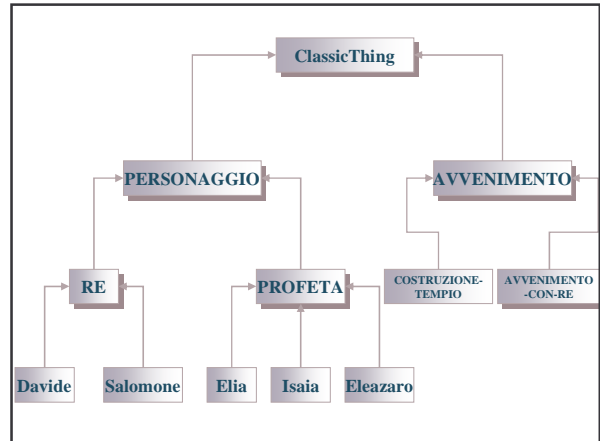 ClassicThing
PERSONAGGIO
AVVENIMENTO
RE
PROFETA
COSTRUZIONE-
TEMPIO
AVVENIMENTO
-CON-RE
Davide
Salomone
Elia
Isaia
Eleazaro